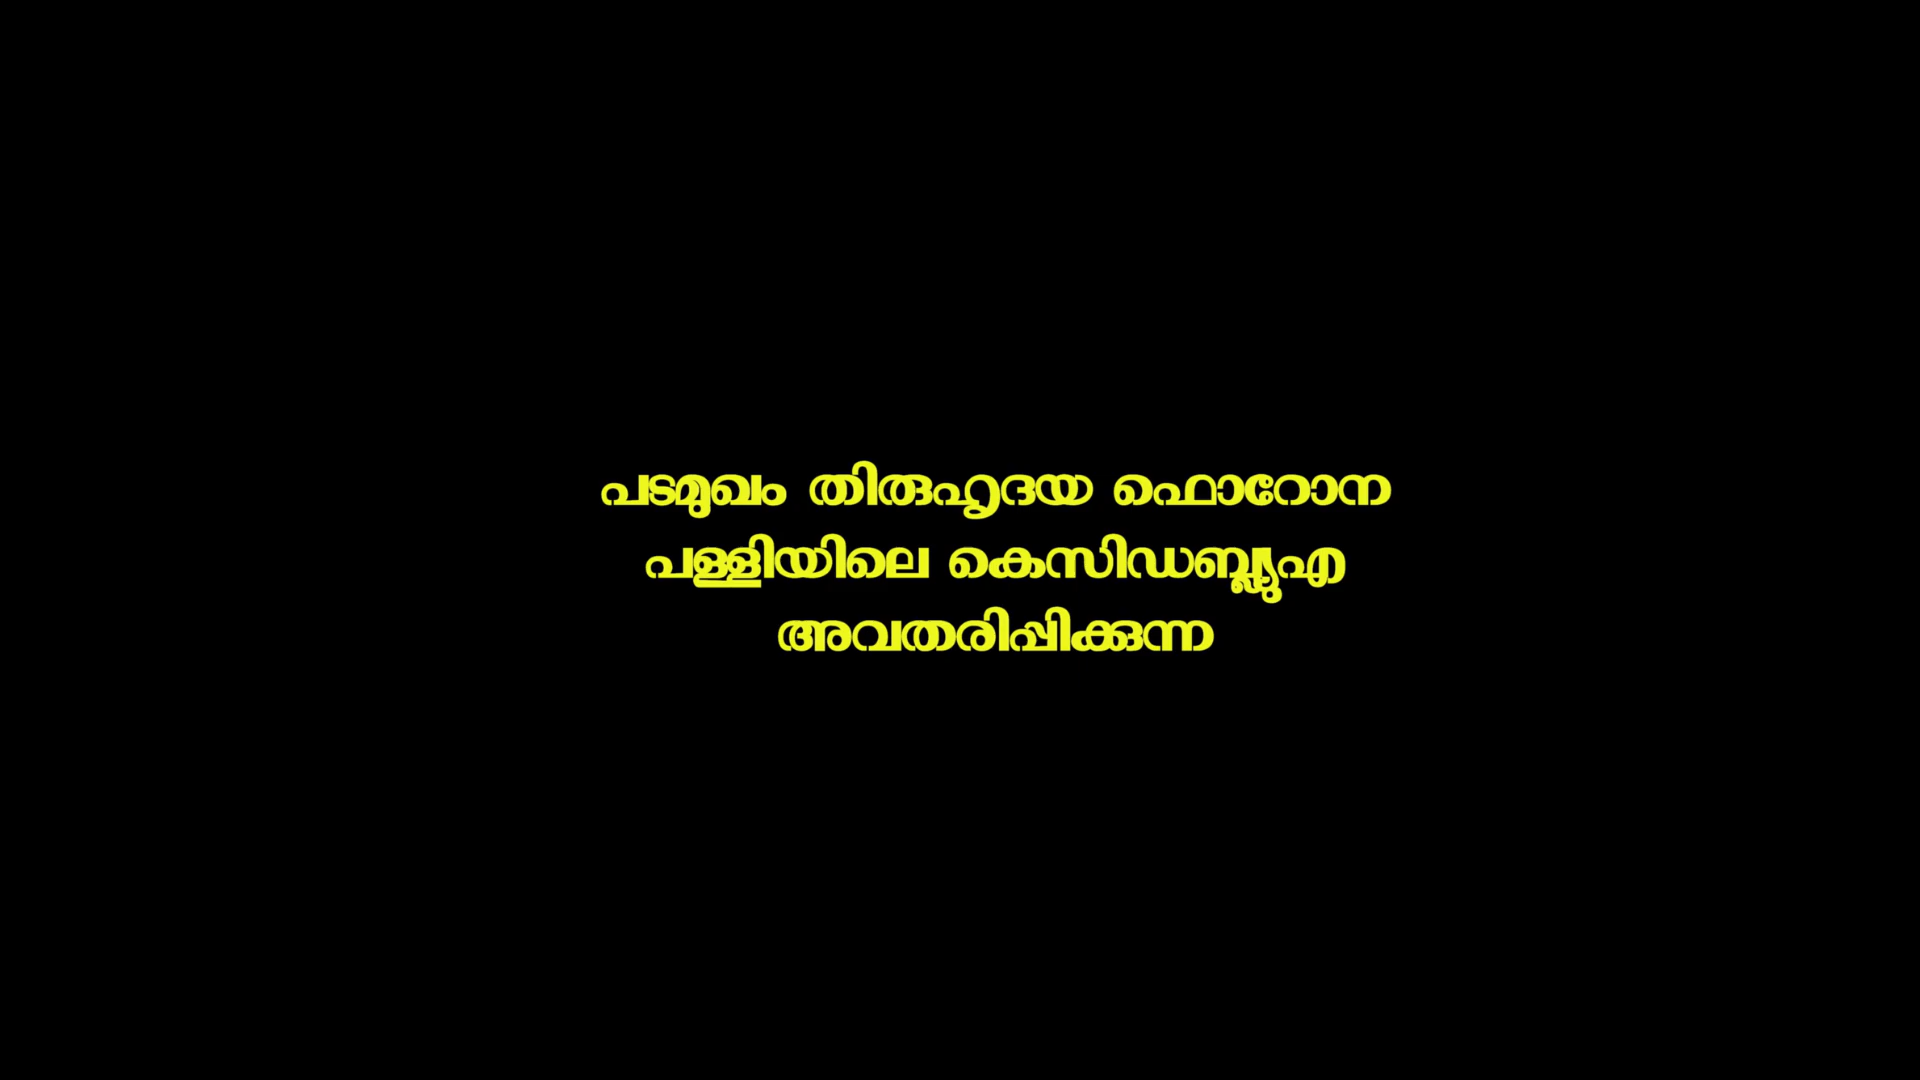 പടമുഖം തിരുഹൃദയ ഫൊറോന
പള്ളിയിലെ കെസിഡബ്ല്യുഎ
അവതരിപ്പിക്കുന്ന